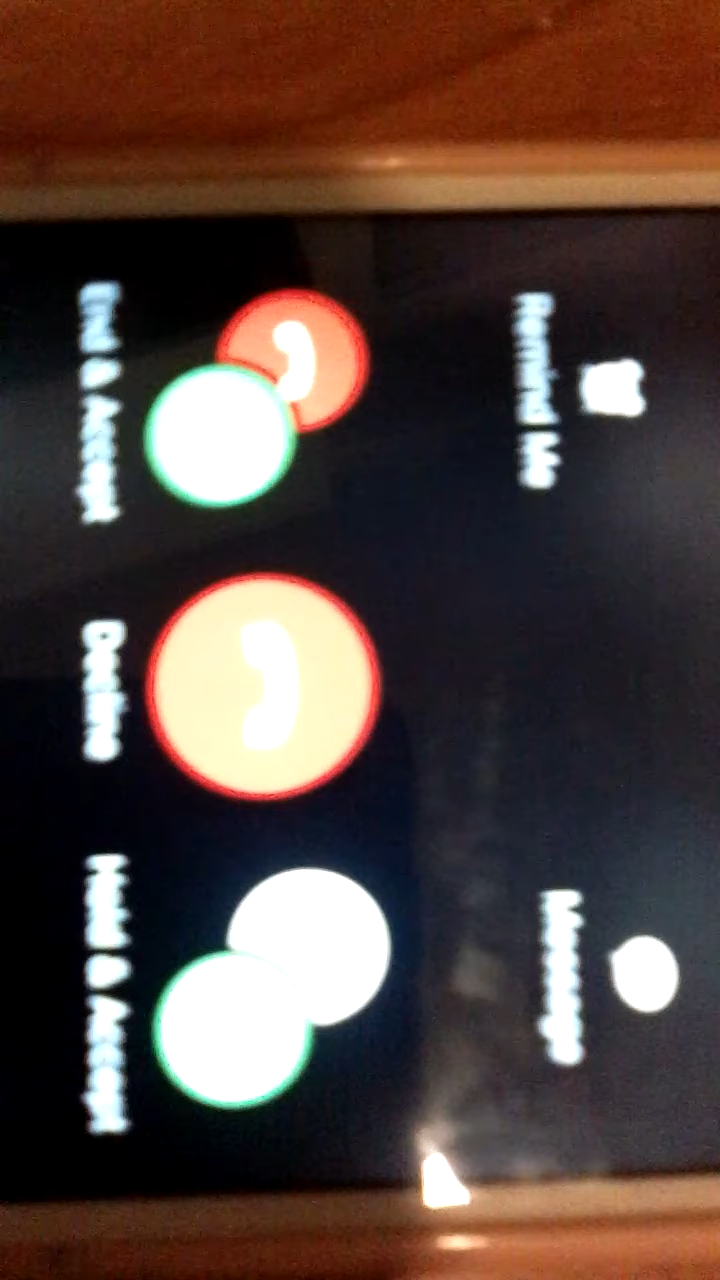 Remind Me
Message
End & Accept
Decline
Hold & Accept